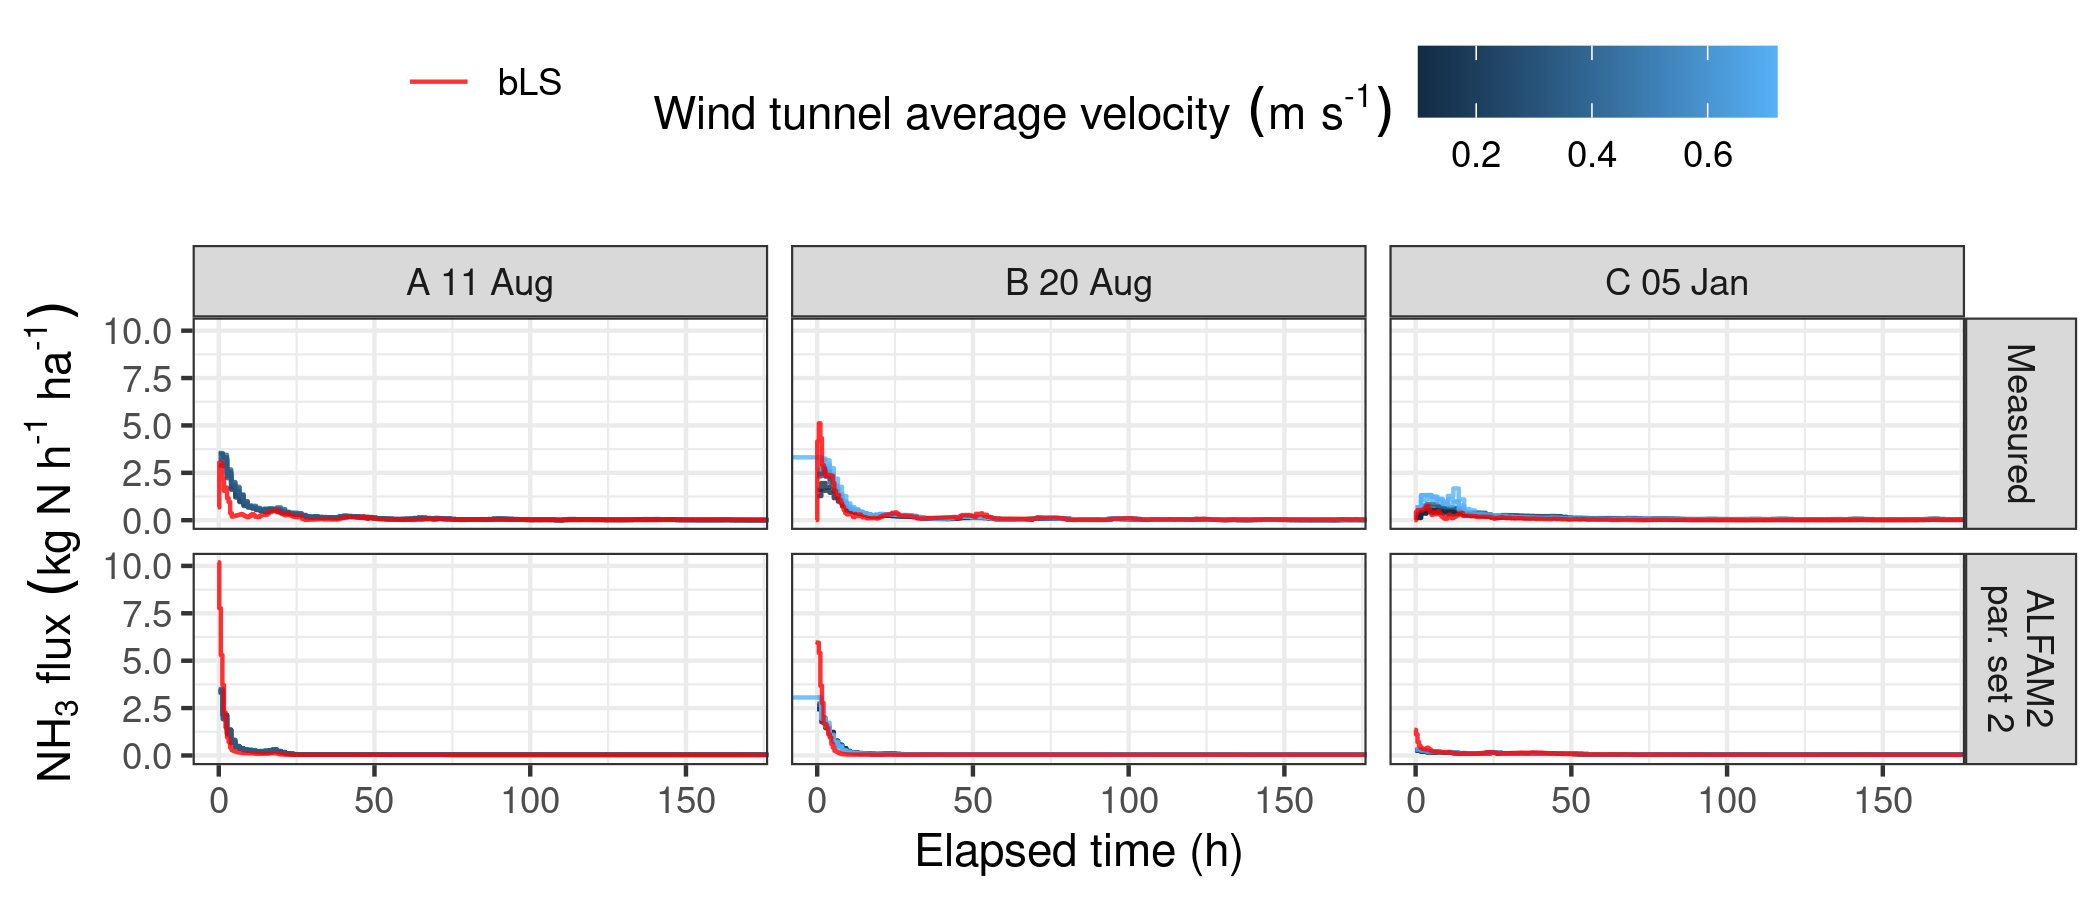 bLS
Wind tunnel average velocity (m s⁻¹)
0.2 0.4 0.6
A 11 Aug
B 20 Aug
C 05 Jan
NH₃ flux (kg N h⁻¹ ha⁻¹)
10.0
7.5
5.0
2.5
0.0
Measured
10.0
7.5
5.0
2.5
0.0
ALFAM2
par. set 2
0 50 100 150
0 50 100 150
0 50 100 150
Elapsed time (h)